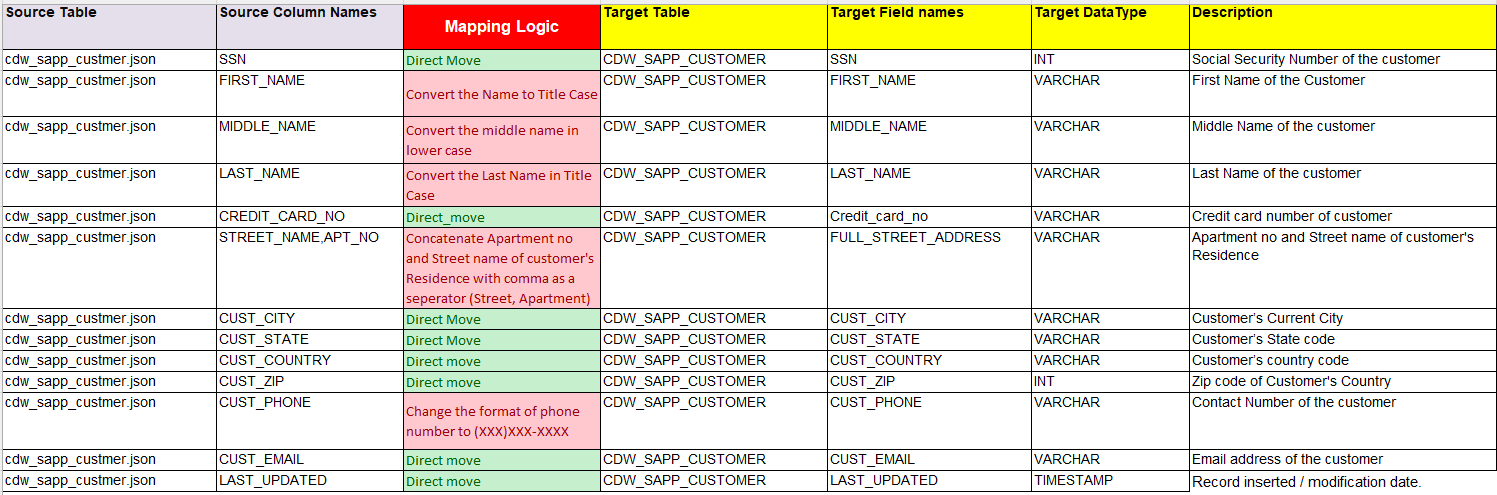 Source Table Source Column Names Mapping Logic Target Table Target Field names Target DataType Description
cdw_sapp_custmer.json SSN Direct Move CDW_SAPP_CUSTOMER SSN INT Social Security Number of the customer
cdw_sapp_custmer.json FIRST_NAME Convert the Name to Title Case CDW_SAPP_CUSTOMER FIRST_NAME VARCHAR First Name of the Customer
cdw_sapp_custmer.json MIDDLE_NAME Convert the middle name in CDW_SAPP_CUSTOMER MIDDLE_NAME VARCHAR Middle Name of the customer
lower case
cdw_sapp_custmer.json LAST_NAME Convert the Last Name in Title CDW_SAPP_CUSTOMER LAST_NAME VARCHAR Last Name of the customer
Case
cdw_sapp_custmer.json CREDIT_CARD_NO Direct_move CDW_SAPP_CUSTOMER Credit_card_no VARCHAR Credit card number of customer
cdw_sapp_custmer.json STREET_NAME,APT_NO Concatenate Apartment no CDW_SAPP_CUSTOMER FULL_STREET_ADDRESS VARCHAR Apartment no and Street name of customer's
and Street name of customer's Residence
Residence with comma as a
seperator (Street, Apartment)
cdw_sapp_custmer.json CUST_CITY Direct Move CDW_SAPP_CUSTOMER CUST_CITY VARCHAR Customer's Current City
cdw_sapp_custmer.json CUST_STATE Direct Move CDW_SAPP_CUSTOMER CUST_STATE VARCHAR Customer's State code
cdw_sapp_custmer.json CUST_COUNTRY Direct move CDW_SAPP_CUSTOMER CUST_COUNTRY VARCHAR Customer's country code
cdw_sapp_custmer.json CUST_ZIP Direct move CDW_SAPP_CUSTOMER CUST_ZIP INT Zip code of Customer's Country
cdw_sapp_custmer.json CUST_PHONE Change the format of phone CDW_SAPP_CUSTOMER CUST_PHONE VARCHAR Contact Number of the customer
number to (XXX)XXX-XXXX
cdw_sapp_custmer.json CUST_EMAIL Direct move CDW_SAPP_CUSTOMER CUST_EMAIL VARCHAR Email address of the customer
cdw_sapp_custmer.json LAST_UPDATED Direct move CDW_SAPP_CUSTOMER LAST_UPDATED TIMESTAMP Record inserted / modification date.